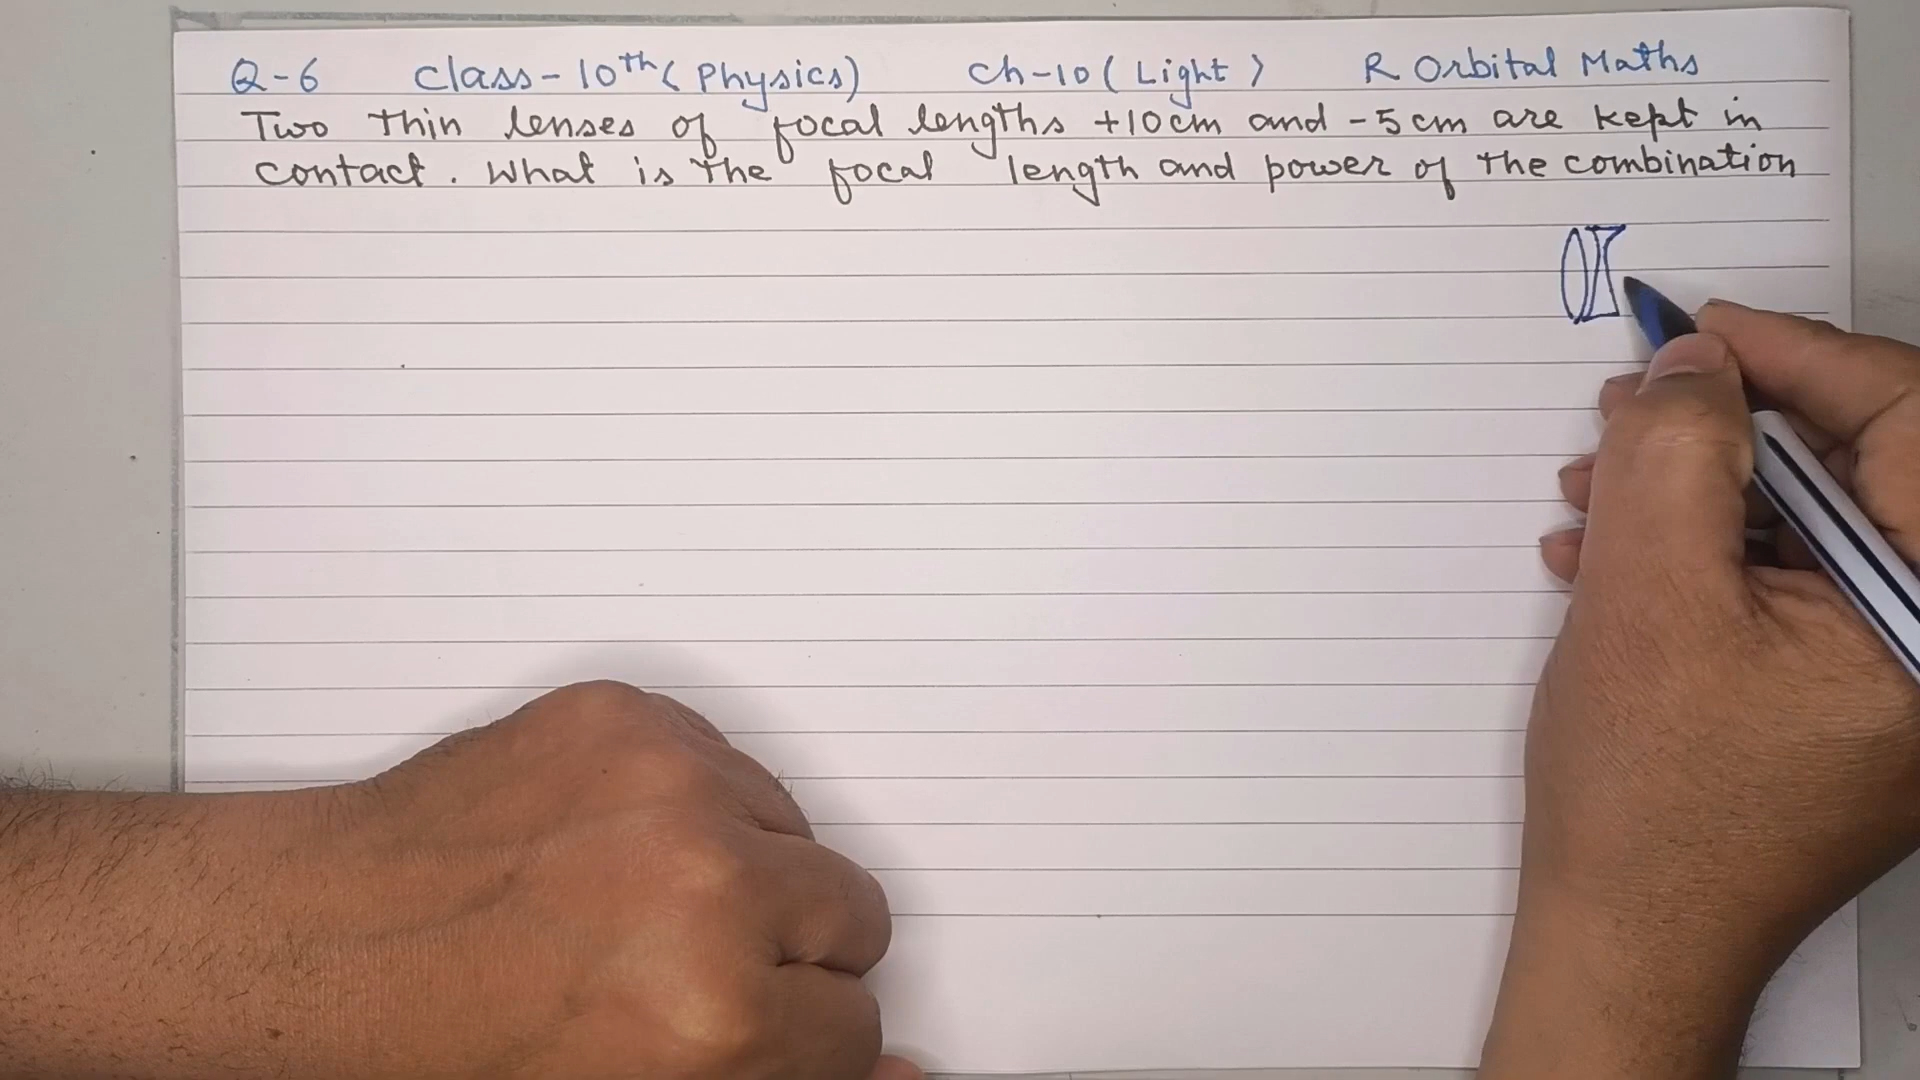 Q-6 Class-10th (Physics) Ch-10 (Light) R Orbital Maths
Two thin lenses of focal lengths +10cm and -5cm are kept in
contact. What is the focal length and power of the combination